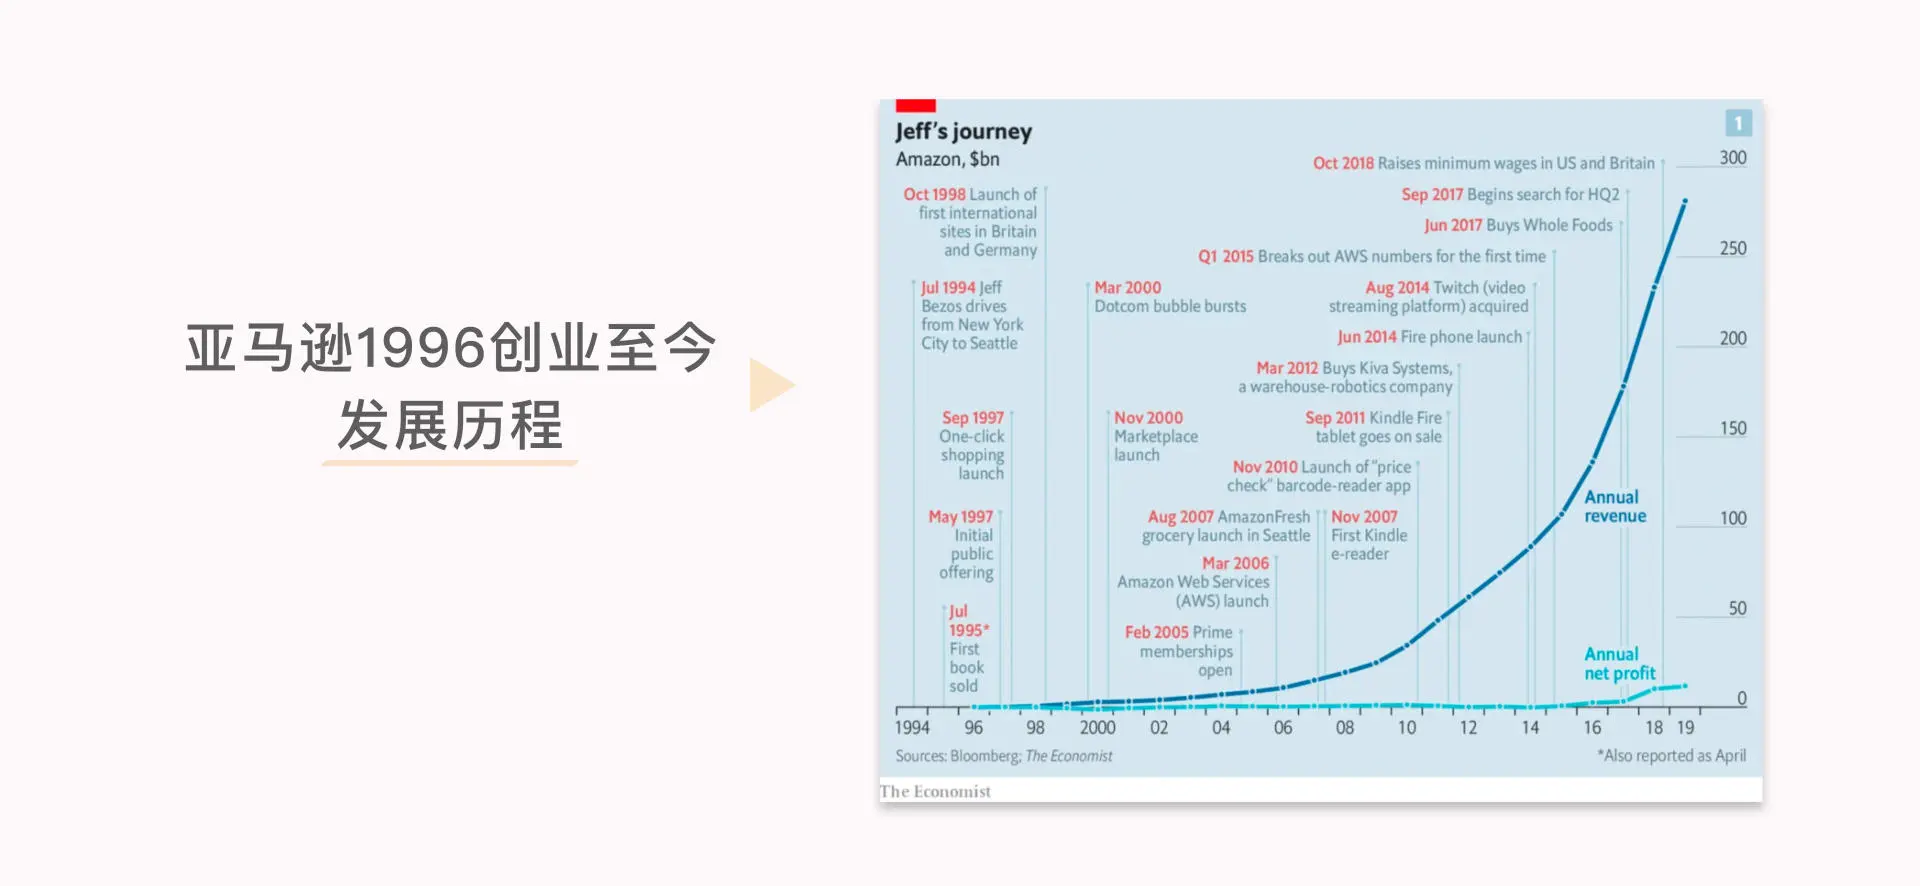 亚马逊1996创业至今
发展历程
Jeff's journey
1
Amazon, $bn
Oct 2018 Raises minimum wages in US and Britain
300
Oct 1998 Launch of
first international
sites in Britain
and Germany
Sep 2017 Begins search for HQ2
Jun 2017 Buys Whole Foods
Q1 2015 Breaks out AWS numbers for the first time
250
Jul 1994 Jeff
Bezos drives
from New York
City to Seattle
Mar 2000
Dotcom bubble bursts
Aug 2014 Twitch (video
streaming platform) acquired
Jun 2014 Fire phone launch
200
Mar 2012 Buys Kiva Systems,
a warehouse-robotics company
Sep 1997
One-click
shopping
launch
Nov 2000
Marketplace
launch
Sep 2011 Kindle Fire
tablet goes on sale
150
Nov 2010 Launch of "price
check" barcode-reader app
Annual
revenue
May 1997
Initial
public
offering
Aug 2007 AmazonFresh
grocery launch in Seattle
Nov 2007
First Kindle
e-reader
100
Mar 2006
Amazon Web Services
(AWS) launch
Jul
1995*
First
book
sold
Feb 2005 Prime
memberships
open
50
Annual
net profit
0
1994 96 98 2000 02 04 06 08 10 12 14 16 18 19
Sources: Bloomberg; The Economist
*Also reported as April
The Economist